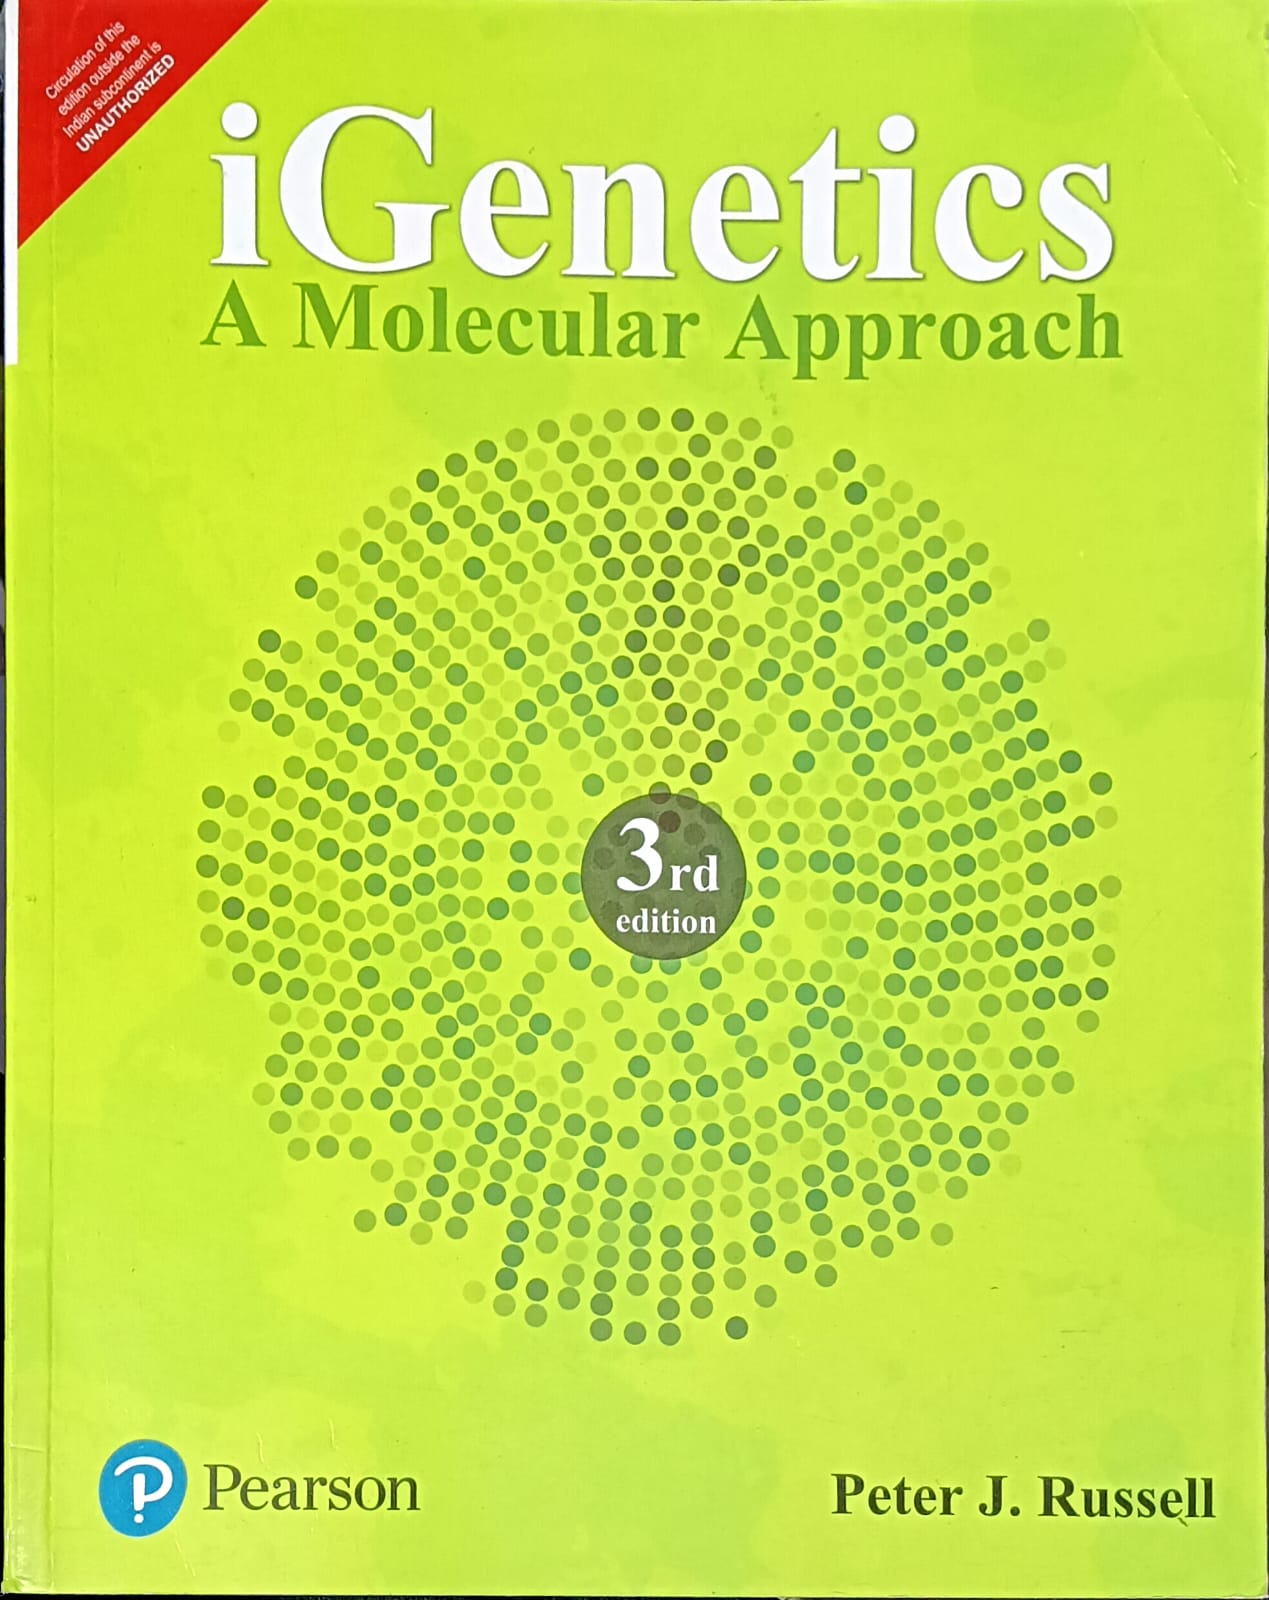 Circulation of this
edition outside the
Indian subcontinent is
UNAUTHORIZED
iGenetics
A Molecular Approach
3rd
edition
Pearson
Peter J. Russell